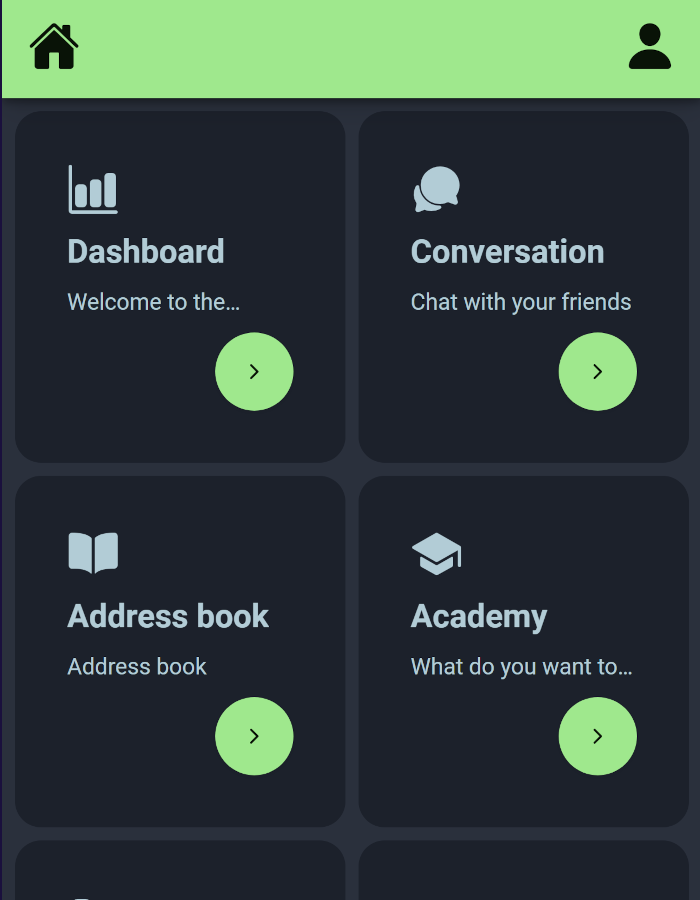 Dashboard
Welcome to the...
Conversation
Chat with your friends
Address book
Address book
Academy
What do you want to...